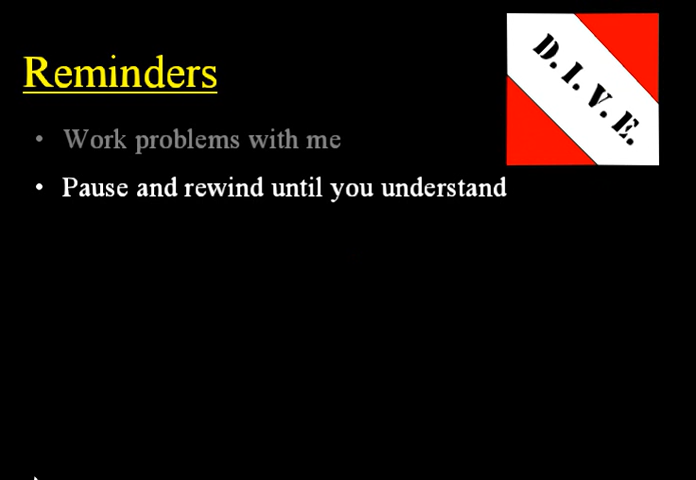 Reminders
D. I. V. E.
• Work problems with me
• Pause and rewind until you understand